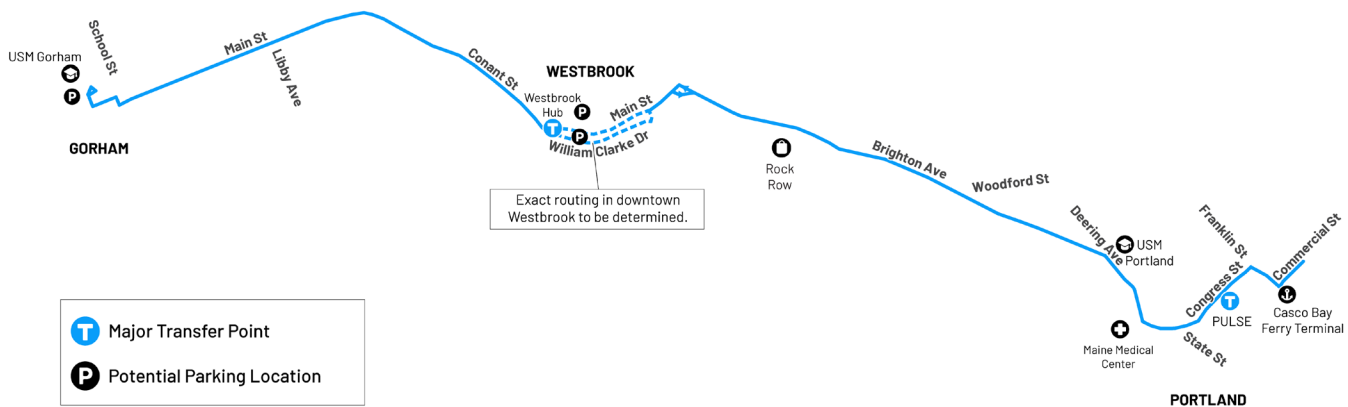 USM Gorham
P
School St
GORHAM
Main St
Libby Ave
Conant St
WESTBROOK
Westbrook
Hub
T
P
P
Main St
William Clarke Dr
Exact routing in downtown
Westbrook to be determined.
Rock
Row
Brighton Ave
Woodford St
Deering Ave
USM
Portland
Maine Medical
Center
State St
Congress St
Franklin St
T
PULSE
Commercial St
Casco Bay
Ferry Terminal
PORTLAND
T Major Transfer Point
P Potential Parking Location